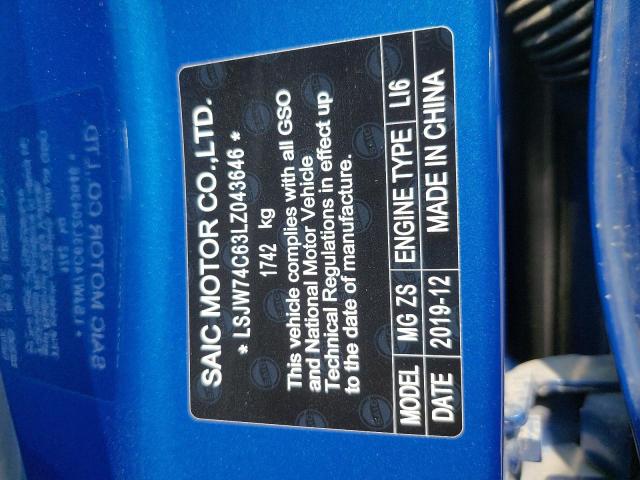 SAIC MOTOR CO.,LTD.
* LSJW74C63LZ043646 *
1742 kg
This vehicle complies with all GSO
and National Motor Vehicle
Technical Regulations in effect up
to the date of manufacture.
MODEL MG ZS ENGINE TYPE LI6
DATE 2019-12 MADE IN CHINA